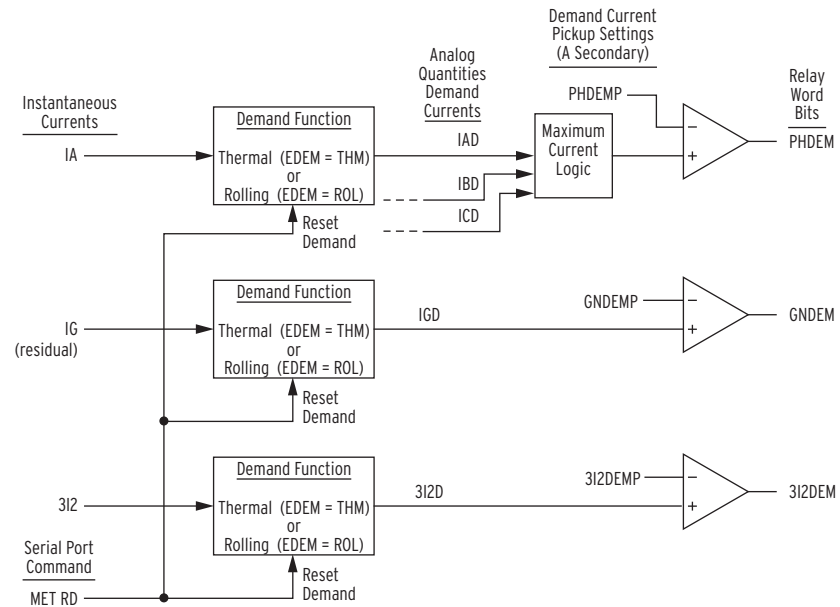 Demand Current
Pickup Settings
(A Secondary)
Analog
Quantities
Demand
Currents
Relay
Word
Bits
Instantaneous
Currents
IA
Demand Function
Thermal (EDEM = THM)
or
Rolling (EDEM = ROL)
Reset
Demand
IAD
IBD
ICD
Maximum
Current
Logic
PHDEMP
−
+
PHDEM
IG
(residual)
Demand Function
Thermal (EDEM = THM)
or
Rolling (EDEM = ROL)
Reset
Demand
IGD
GNDEMP
−
+
GNDEM
3I2
Demand Function
Thermal (EDEM = THM)
or
Rolling (EDEM = ROL)
Reset
Demand
3I2D
3I2DEMP
−
+
3I2DEM
Serial Port
Command
MET RD